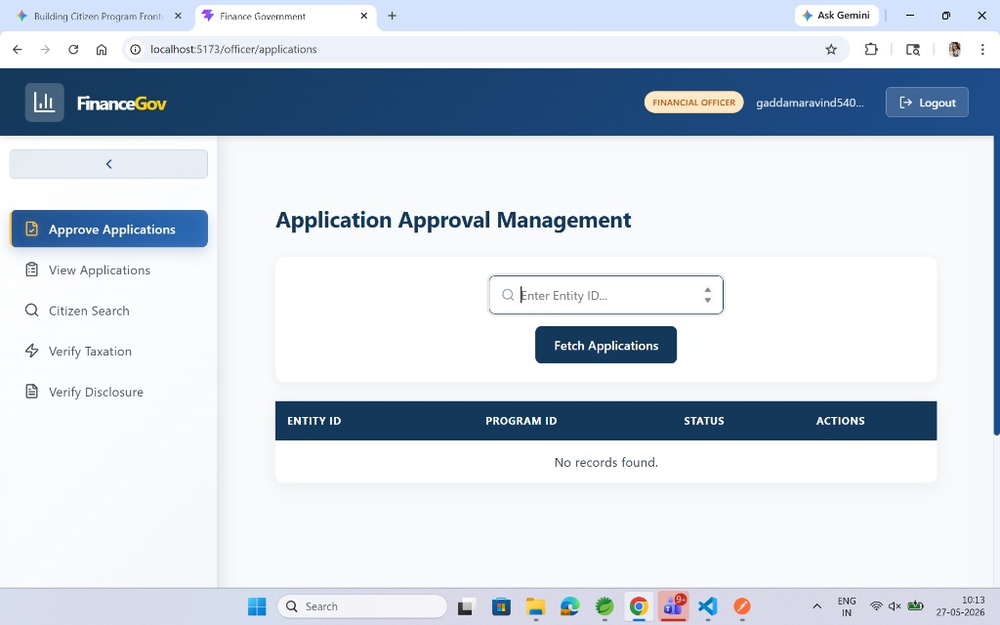 Building Citizen Program Front
Finance Government
Ask Gemini
localhost:5173/officer/applications
FinanceGov
FINANCIAL OFFICER
gaddamaravind540...
Logout
Approve Applications
View Applications
Citizen Search
Verify Taxation
Verify Disclosure
Application Approval Management
Enter Entity ID...
Fetch Applications
ENTITY ID PROGRAM ID STATUS ACTIONS
No records found.
Search
9+
ENG
IN
10:13
27-05-2026